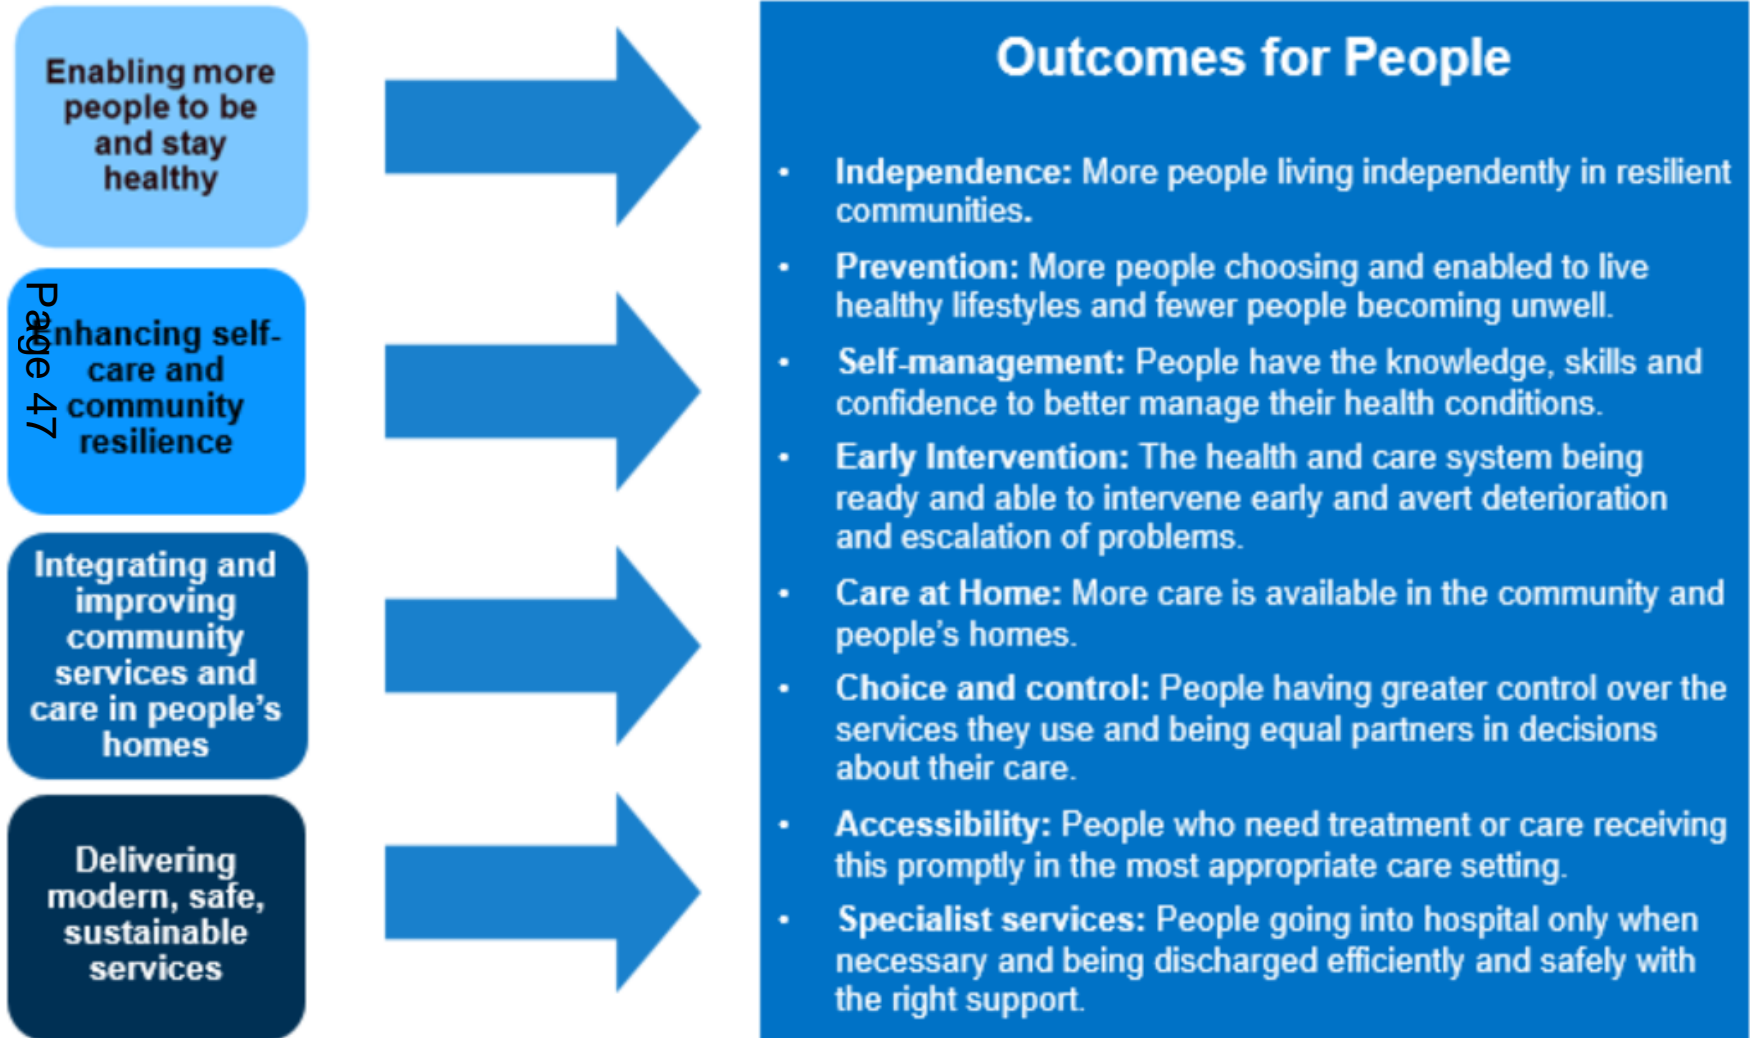 Enabling more
people to be
and stay
healthy
Page 47
Enhancing self-
care and
community
resilience
Integrating and
improving
community
services and
care in people's
homes
Delivering
modern, safe,
sustainable
services
Outcomes for People
• Independence: More people living independently in resilient
communities.
• Prevention: More people choosing and enabled to live
healthy lifestyles and fewer people becoming unwell.
• Self-management: People have the knowledge, skills and
confidence to better manage their health conditions.
• Early Intervention: The health and care system being
ready and able to intervene early and avert deterioration
and escalation of problems.
• Care at Home: More care is available in the community and
people's homes.
• Choice and control: People having greater control over the
services they use and being equal partners in decisions
about their care.
• Accessibility: People who need treatment or care receiving
this promptly in the most appropriate care setting.
• Specialist services: People going into hospital only when
necessary and being discharged efficiently and safely with
the right support.